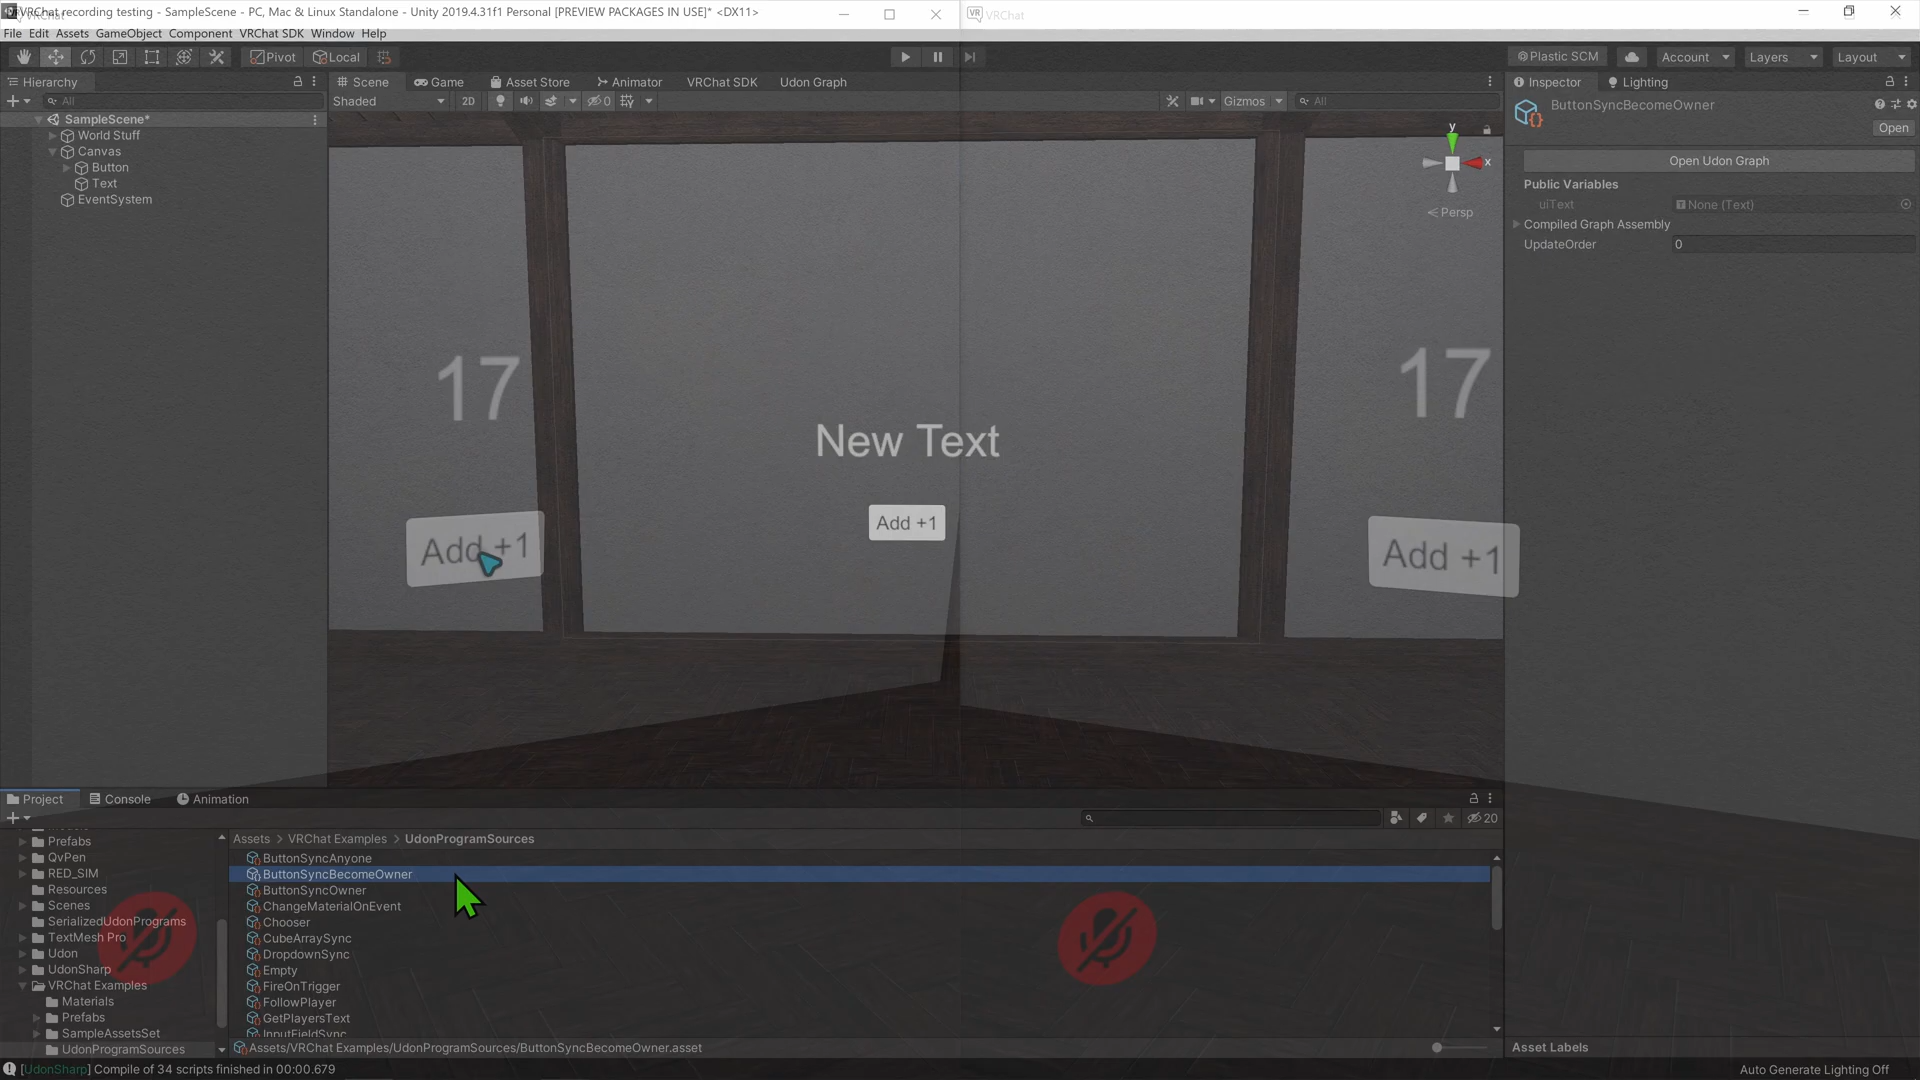 VRChat recording testing - SampleScene - PC, Mac & Linux Standalone - Unity 2019.4.31f1 Personal [PREVIEW PACKAGES IN USE]* <DX11>
VRChat
VRChat
File Edit Assets GameObject Component VRChat SDK Window Help
Pivot Local
Plastic SCM Account Layers Layout
Hierarchy
All
SampleScene*
World Stuff
Canvas
Button
Text
EventSystem
Scene Game Asset Store Animator VRChat SDK Udon Graph
Shaded 2D 0 Gizmos All
y
x
Persp
17
New Text
17
Add +1
Add +1
Add +1
Inspector Lighting
ButtonSyncBecomeOwner
Open
Open Udon Graph
Public Variables
uiText None (Text)
Compiled Graph Assembly
UpdateOrder 0
Project Console Animation
20
Prefabs
QvPen
RED_SIM
Resources
Scenes
SerializedUdonPrograms
TextMesh Pro
Udon
UdonSharp
VRChat Examples
Materials
Prefabs
SampleAssetsSet
UdonProgramSources
Assets > VRChat Examples > UdonProgramSources
ButtonSyncAnyone
ButtonSyncBecomeOwner
ButtonSyncOwner
ChangeMaterialOnEvent
Chooser
CubeArraySync
DropdownSync
Empty
FireOnTrigger
FollowPlayer
GetPlayersText
InputFieldSync
Assets/VRChat Examples/UdonProgramSources/ButtonSyncBecomeOwner.asset
Asset Labels
[UdonSharp] Compile of 34 scripts finished in 00:00.679
Auto Generate Lighting Off